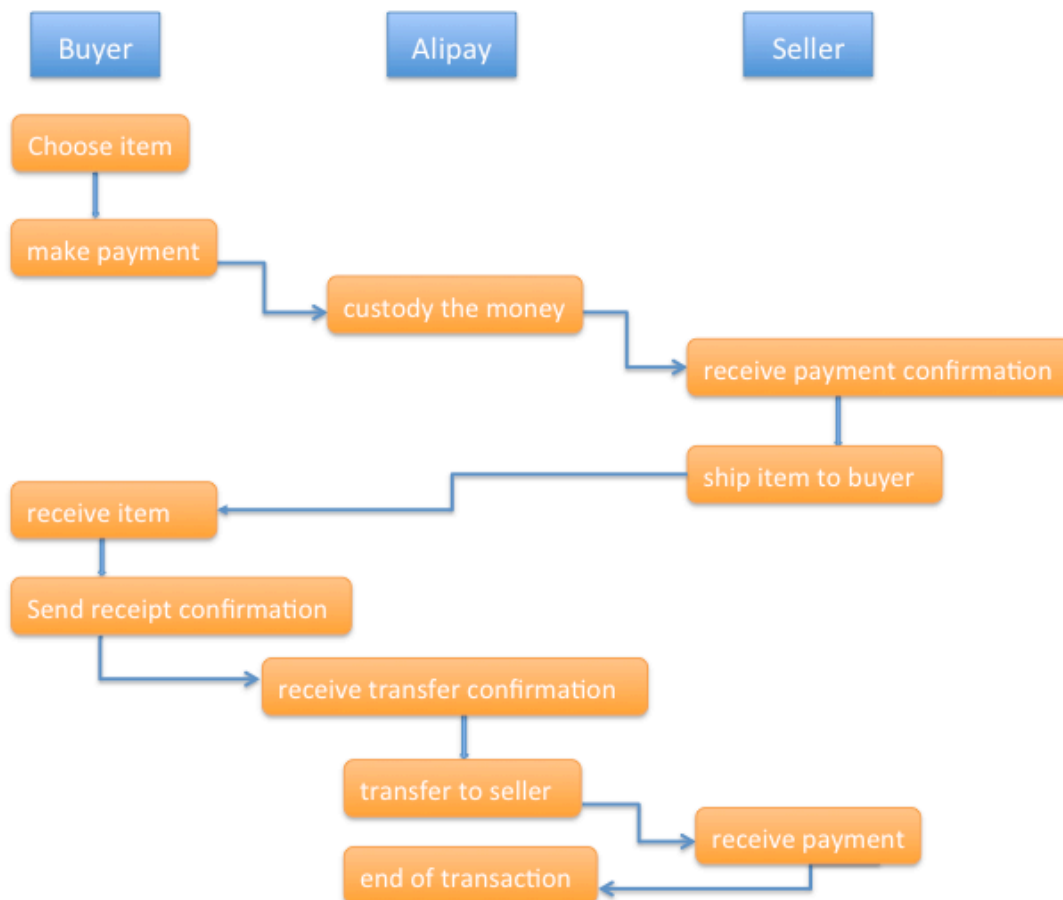 Buyer
Alipay
Seller
Choose item
make payment
custody the money
receive payment confirmation
ship item to buyer
receive item
Send receipt confirmation
receive transfer confirmation
transfer to seller
receive payment
end of transaction